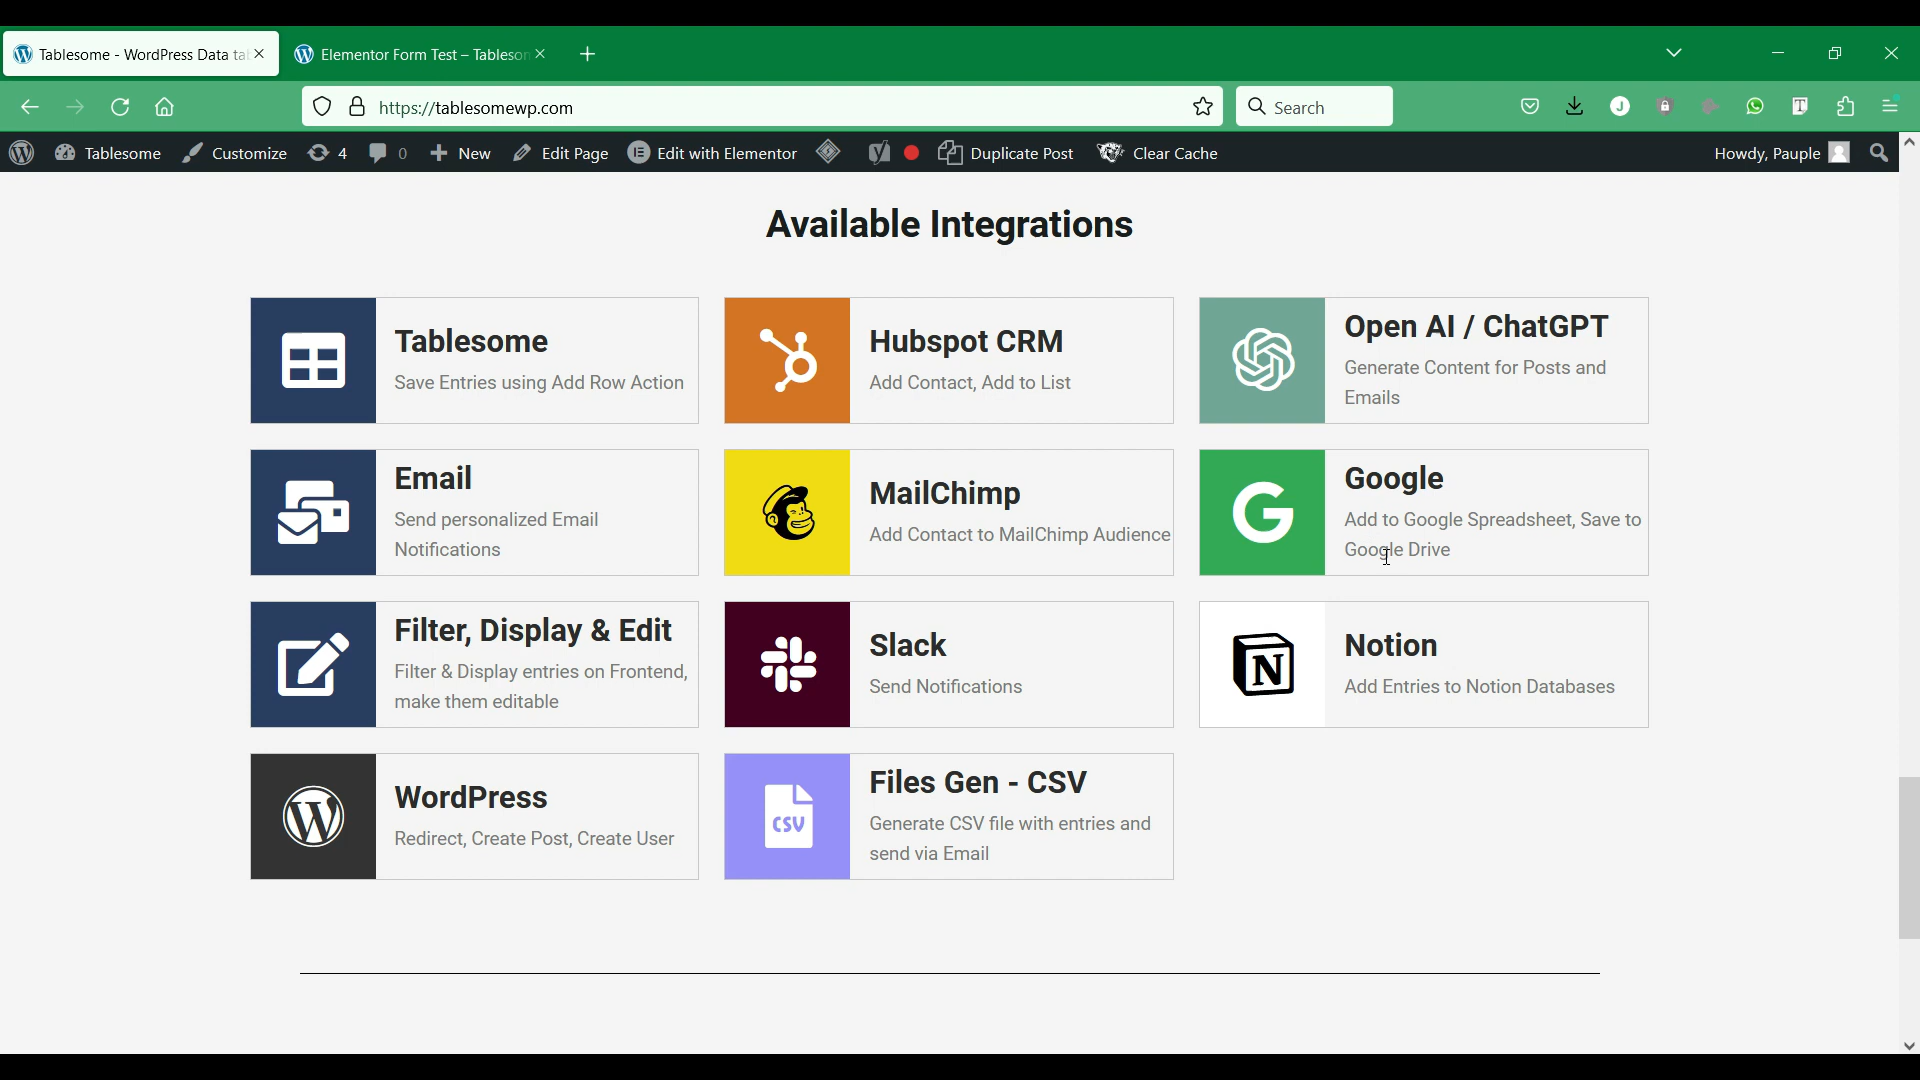 Tablesome - WordPress Data ta
Elementor Form Test – Tableson
https://tablesomewp.com
Search
Tablesome
Customize
4
0
New
Edit Page
Edit with Elementor
Duplicate Post
Clear Cache
Howdy, Pauple
Available Integrations
Tablesome
Save Entries using Add Row Action
Hubspot CRM
Add Contact, Add to List
Open AI / ChatGPT
Generate Content for Posts and
Emails
Email
Send personalized Email
Notifications
MailChimp
Add Contact to MailChimp Audience
Google
Add to Google Spreadsheet, Save to
Google Drive
Filter, Display & Edit
Filter & Display entries on Frontend,
make them editable
Slack
Send Notifications
Notion
Add Entries to Notion Databases
WordPress
Redirect, Create Post, Create User
CSV
Files Gen - CSV
Generate CSV file with entries and
send via Email